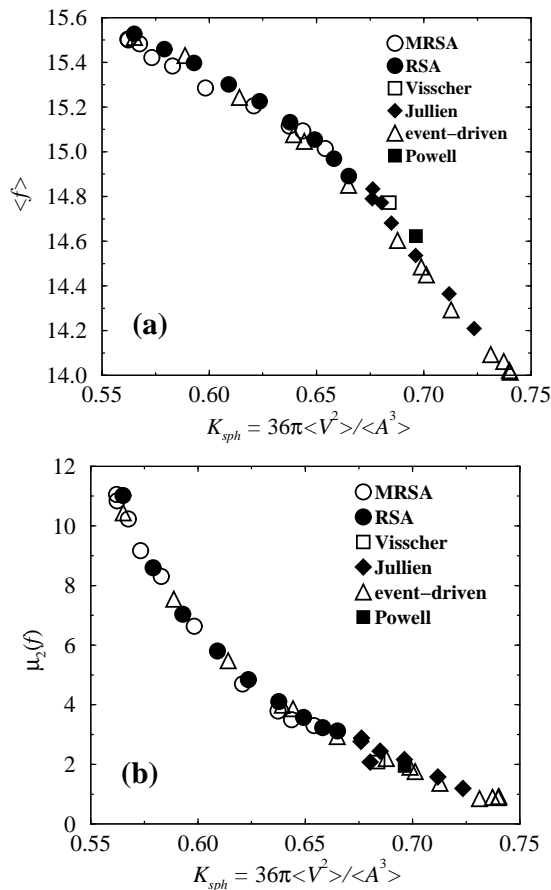 15.6
15.4
15.2
15.0
14.8
14.6
14.4
14.2
14.0
<f>
MRSA
RSA
Visscher
Jullien
event–driven
Powell
(a)
0.55 0.60 0.65 0.70 0.75
K_sph = 36π<V²>/<A³>
12
10
8
6
4
2
0
μ₂(f)
MRSA
RSA
Visscher
Jullien
event–driven
Powell
(b)
0.55 0.60 0.65 0.70 0.75
K_sph = 36π<V²>/<A³>